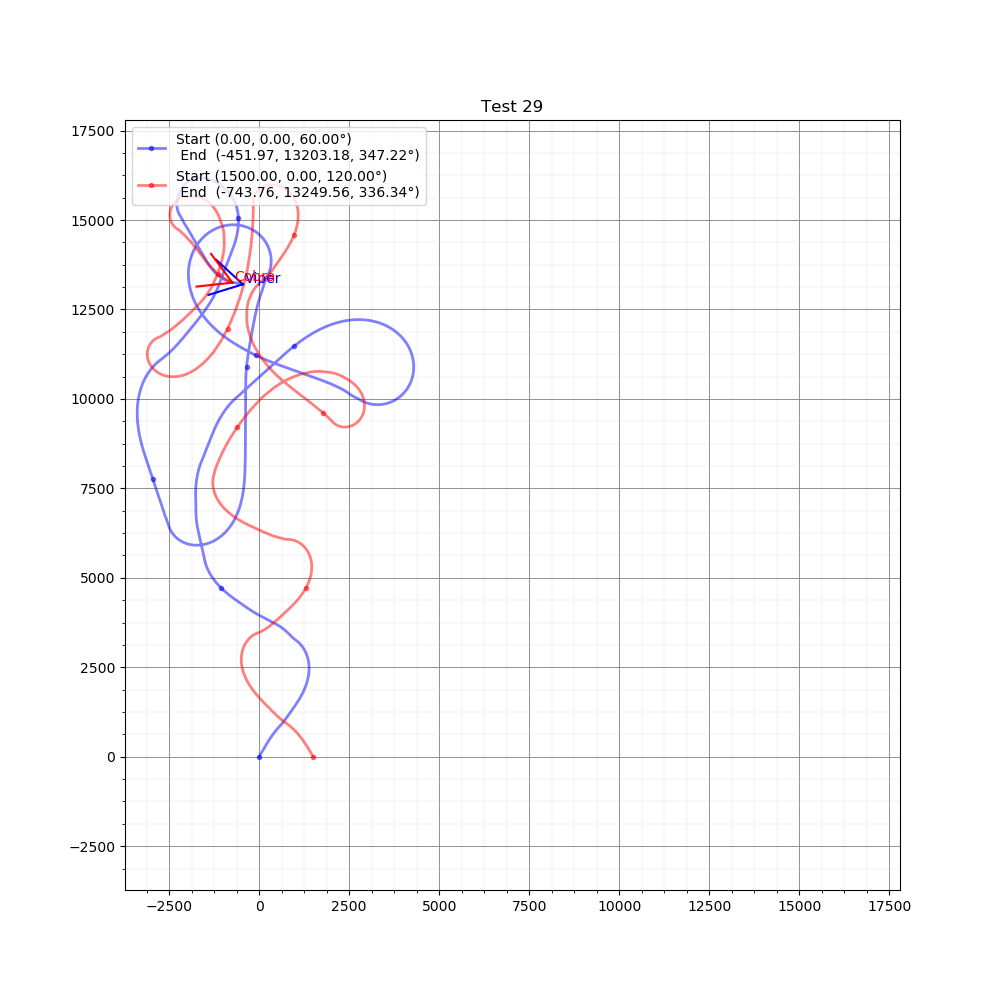 Test 29
Start (0.00, 0.00, 60.00°)
End (-451.97, 13203.18, 347.22°)
Start (1500.00, 0.00, 120.00°)
End (-743.76, 13249.56, 336.34°)
17500
15000
12500
10000
7500
5000
2500
0
−2500
Viper
−2500 0 2500 5000 7500 10000 12500 15000 17500